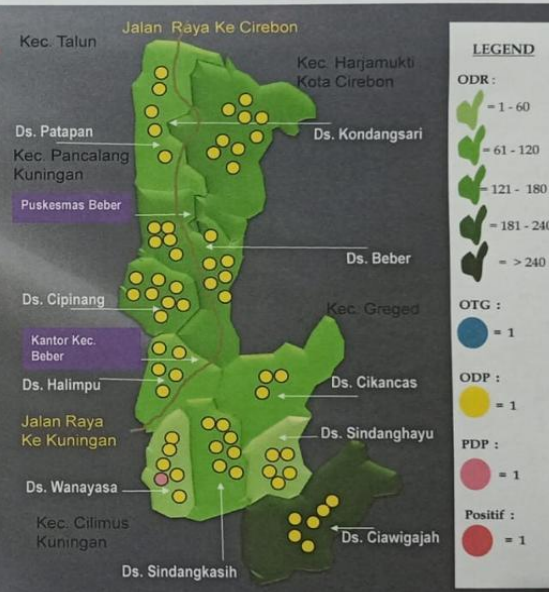 Jalan Raya Ke Cirebon
Kec. Talun
Kec. Harjamukti
Kota Cirebon
Ds. Patapan
Ds. Kondangsari
Kec. Pancalang
Kuningan
Puskesmas Beber
Ds. Beber
Ds. Cipinang
Kec. Greged
Kantor Kec.
Beber
Ds. Halimpu
Ds. Cikancas
Jalan Raya
Ke Kuningan
Ds. Sindanghayu
Ds. Wanayasa
Kec. Cilimus
Kuningan
Ds. Ciawigajah
Ds. Sindangkasih
LEGEND
ODR :
= 1 - 60
= 61 - 120
= 121 - 180
= 181 - 240
= > 240
OTG :
= 1
ODP :
= 1
PDP :
= 1
Positif :
= 1